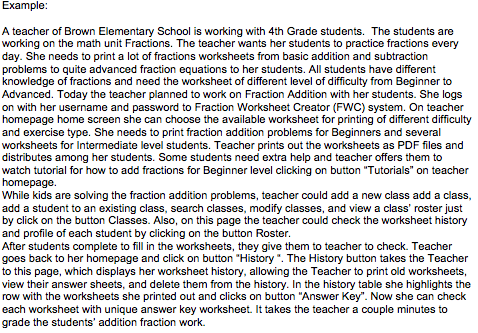 Example:
A teacher of Brown Elementary School is working with 4th Grade students.  The students are
working on the math unit Fractions. The teacher want her students to practice fractions every
day. She needs to print a lot of fractions worksheets from basic addition and subtraction
problems to quite advanced fraction equations to her students. All students have different
knowledge of fractions and need the worksheet of different level of difficulty from Beginner to
Advanced. Today the teacher planned to work on Fraction Addition with her students. She logs
on with her username and password to Fraction Worksheet Creator (FWC) system. On teacher
homepage home screen she can choose the available worksheet for printing of different difficulty
and exercise type. She needs to print fraction addition problems for Beginners and several
worksheets for Intermediate level students. Teacher prints out the worksheets as PDF files and
distributes among her students. Some students need extra help and teacher offers them to
watch tutorial for how to add fractions for Beginner level clicking on button “Tutorials” on teacher
homepage.
While kids are solving the fraction addition problems, teacher could add a new class add a class,
add a student to an existing class, search classes, modify classes, and view a class’ roster just
by click on the button Classes. Also, on this page the teacher could check the worksheet history
and profile of each student by clicking on the button Roster.
After students complete to fill in the worksheets, they give them to teacher to check. Teacher
goes back to her homepage and click on button “History “. The History button takes the Teacher
to this page, which displays her worksheet history, allowing the Teacher to print old worksheets,
view their answer sheets, and delete them from the history. In the history table she highlights the
row with the worksheets she printed out and clicks on button “Answer Key”. Now she can check
each worksheet with unique answer key worksheet. It takes the teacher a couple minutes to
grade the students’ addition fraction work.